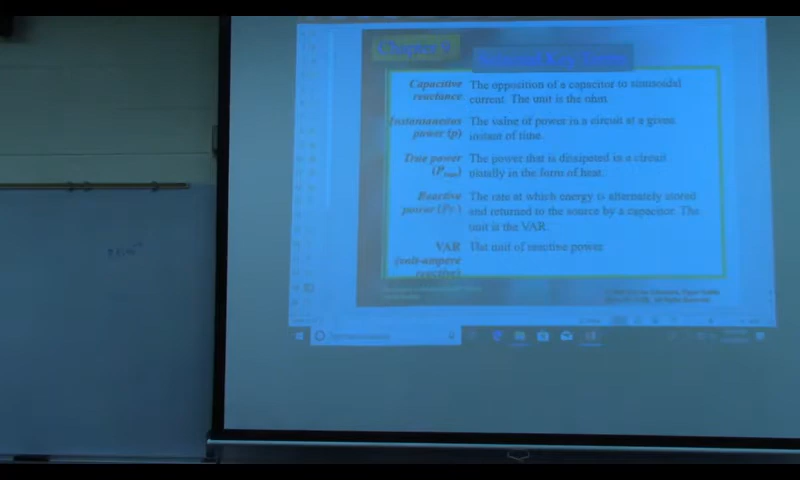 Chapter 9
Selected Key Terms
Capacitive reactance The opposition of a capacitor to sinusoidal
current. The unit is the ohm.
Instantaneous power (p) The value of power in a circuit at a given
instant of time.
True power (Ptrue) The power that is dissipated in a circuit
usually in the form of heat.
Reactive power (Pr) The rate at which energy is alternately stored
and returned to the source by a capacitor. The
unit is the VAR.
VAR (volt-ampere reactive) The unit of reactive power.